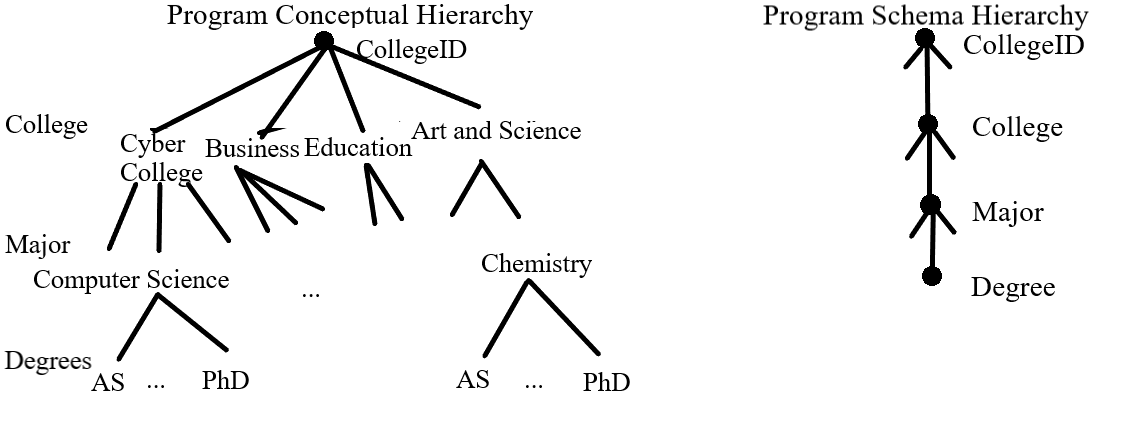 Program Conceptual Hierarchy
CollegeID
College
Cyber
College
Business
Education
Art and Science
Major
Computer Science
...
Chemistry
Degrees
AS ... PhD
AS ... PhD
Program Schema Hierarchy
CollegeID
College
Major
Degree